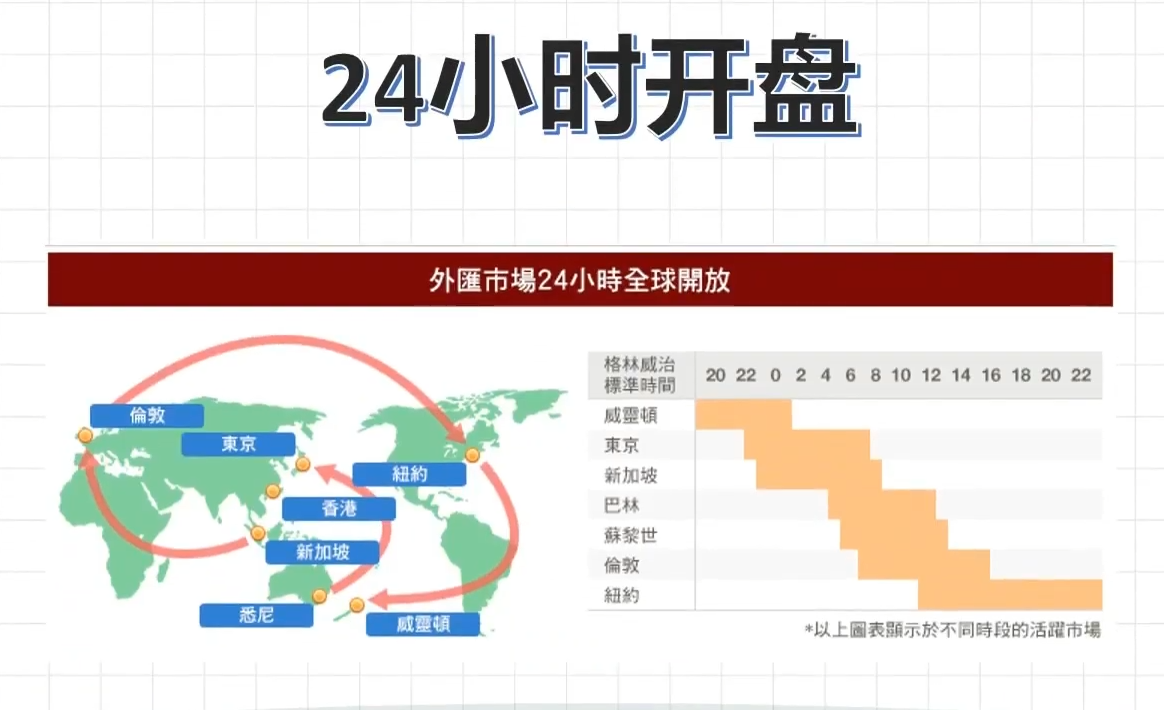 24小时开盘
外匯市場24小時全球開放
倫敦
東京
紐約
香港
新加坡
悉尼
威靈頓
格林威治
標準時間
20 22 0 2 4 6 8 10 12 14 16 18 20 22
威靈頓
東京
新加坡
巴林
蘇黎世
倫敦
紐約
*以上圖表顯示於不同時段的活躍市場